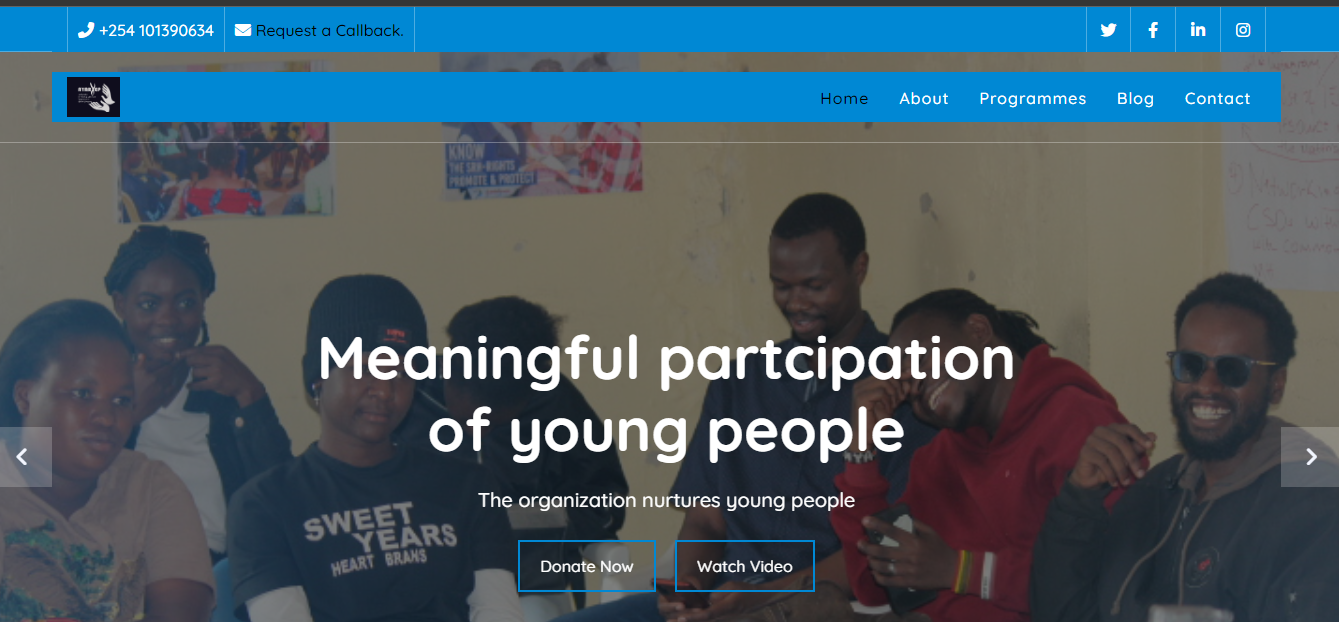 +254 101390634
Request a Callback.
Home
About
Programmes
Blog
Contact
KNOW
THE SRH-RIGHTS
PROMOTE & PROTECT
Meaningful partcipation
of young people
The organization nurtures young people
SWEET
YEARS
HEART BRANS
Donate Now
Watch Video